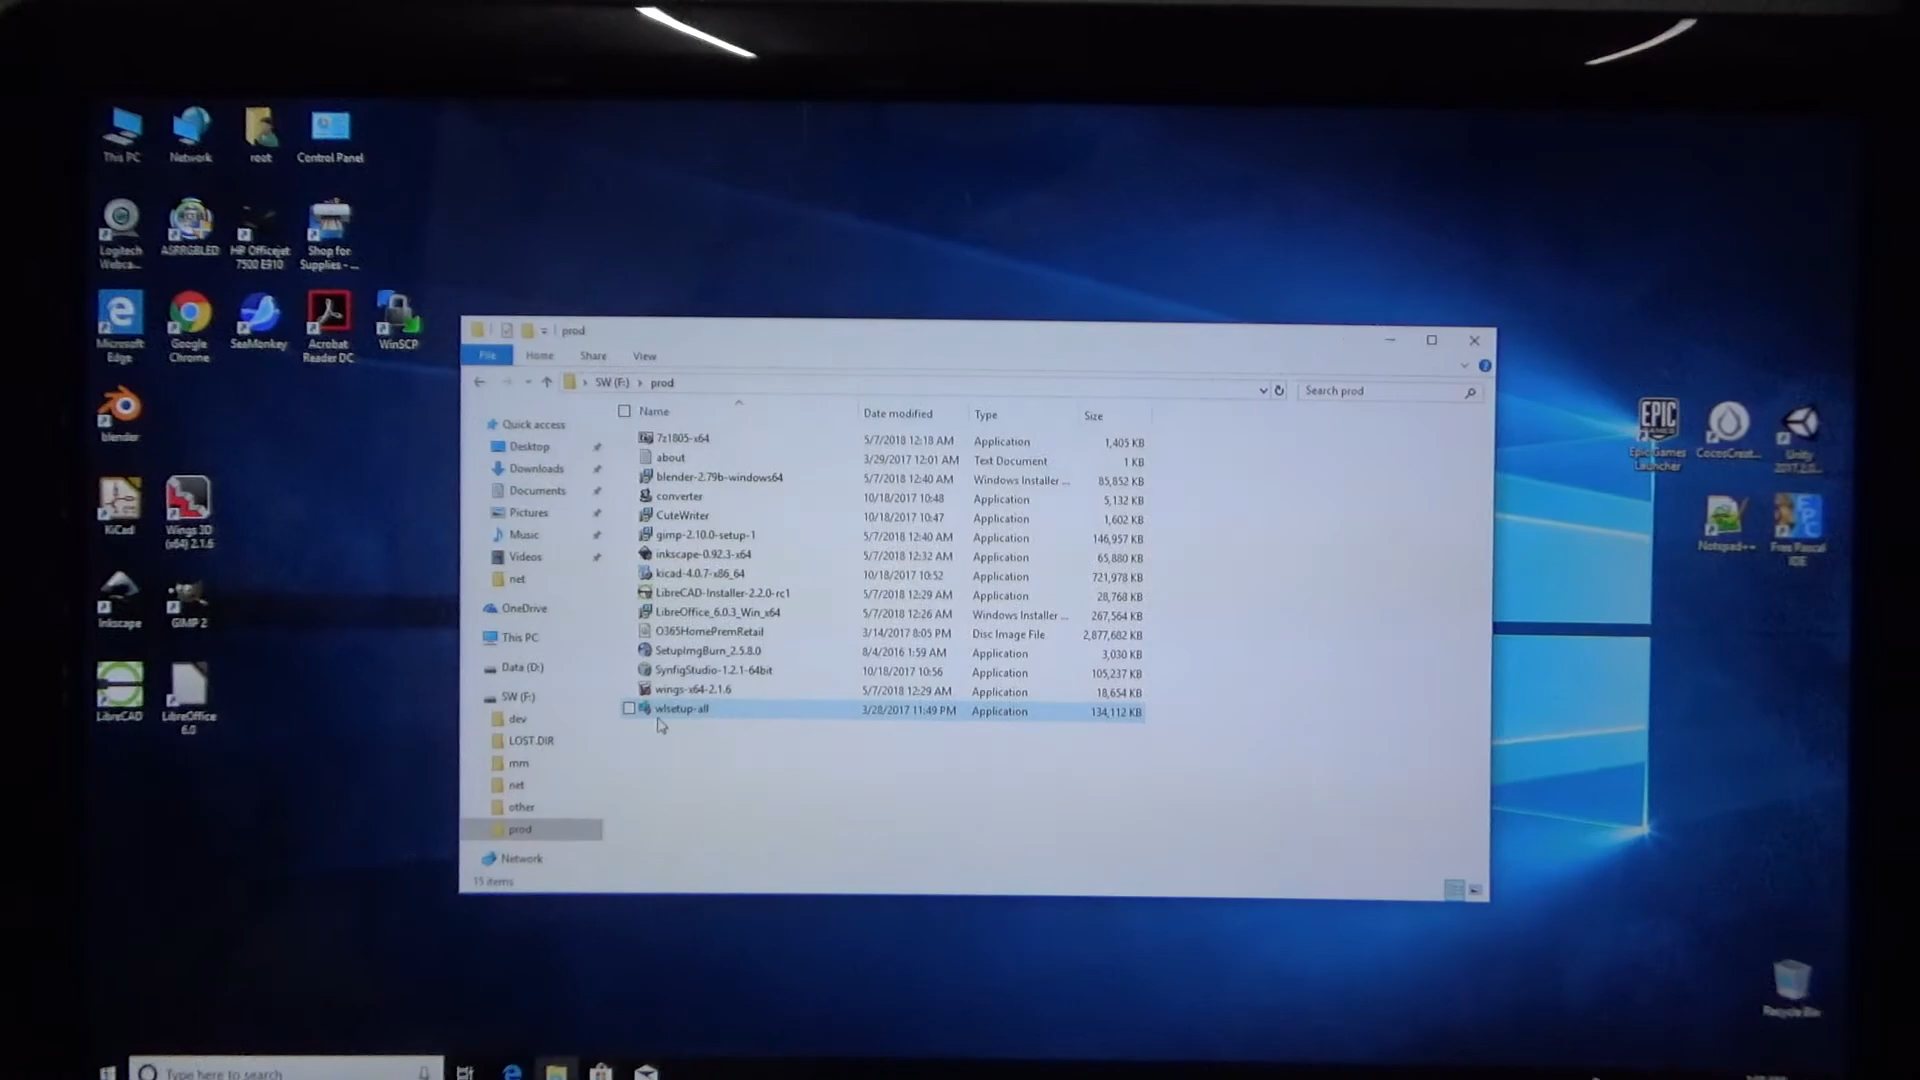 This PC
Network
root
Control Panel
Logitech Webca...
ASRRGBLED
HP Officejet 7500 E910
Shop for Supplies - ...
Microsoft Edge
Google Chrome
SeaMonkey
Acrobat Reader DC
WinSCP
blender
KiCad
Wings 3D (x64) 2.1.6
Inkscape
GIMP 2
LibreCAD
LibreOffice 6.0
prod
File Home Share View
SW (F:) prod
Search prod
Name Date modified Type Size
7z1805-x64 5/7/2018 12:18 AM Application 1,405 KB
about 3/29/2017 12:01 AM Text Document 1 KB
blender-2.79b-windows64 5/7/2018 12:40 AM Windows Installer ... 85,852 KB
converter 10/18/2017 10:48 Application 5,132 KB
CuteWriter 10/18/2017 10:47 Application 1,602 KB
gimp-2.10.0-setup-1 5/7/2018 12:40 AM Application 146,957 KB
inkscape-0.92.3-x64 5/7/2018 12:32 AM Application 65,880 KB
kicad-4.0.7-x86_64 10/18/2017 10:52 Application 721,978 KB
LibreCAD-Installer-2.2.0-rc1 5/7/2018 12:29 AM Application 28,768 KB
LibreOffice_6.0.3_Win_x64 5/7/2018 12:26 AM Windows Installer ... 267,564 KB
O365HomePremRetail 3/14/2017 8:05 PM Disc Image File 2,877,682 KB
SetupImgBurn_2.5.8.0 8/4/2016 1:59 AM Application 3,030 KB
SynfigStudio-1.2.1-64bit 10/18/2017 10:56 Application 105,237 KB
wings-x64-2.1.6 5/7/2018 12:29 AM Application 18,654 KB
wlsetup-all 3/28/2017 11:49 PM Application 134,112 KB
Quick access
Desktop
Downloads
Documents
Pictures
Music
Videos
net
OneDrive
This PC
Data (D:)
SW (F:)
dev
LOST.DIR
mm
net
other
prod
Network
15 items
EPIC GAMES
Epic Games Launcher
CocosCreat...
Unity 2017.2.0...
Notepad++
Free Pascal IDE
Recycle Bin
Type here to search